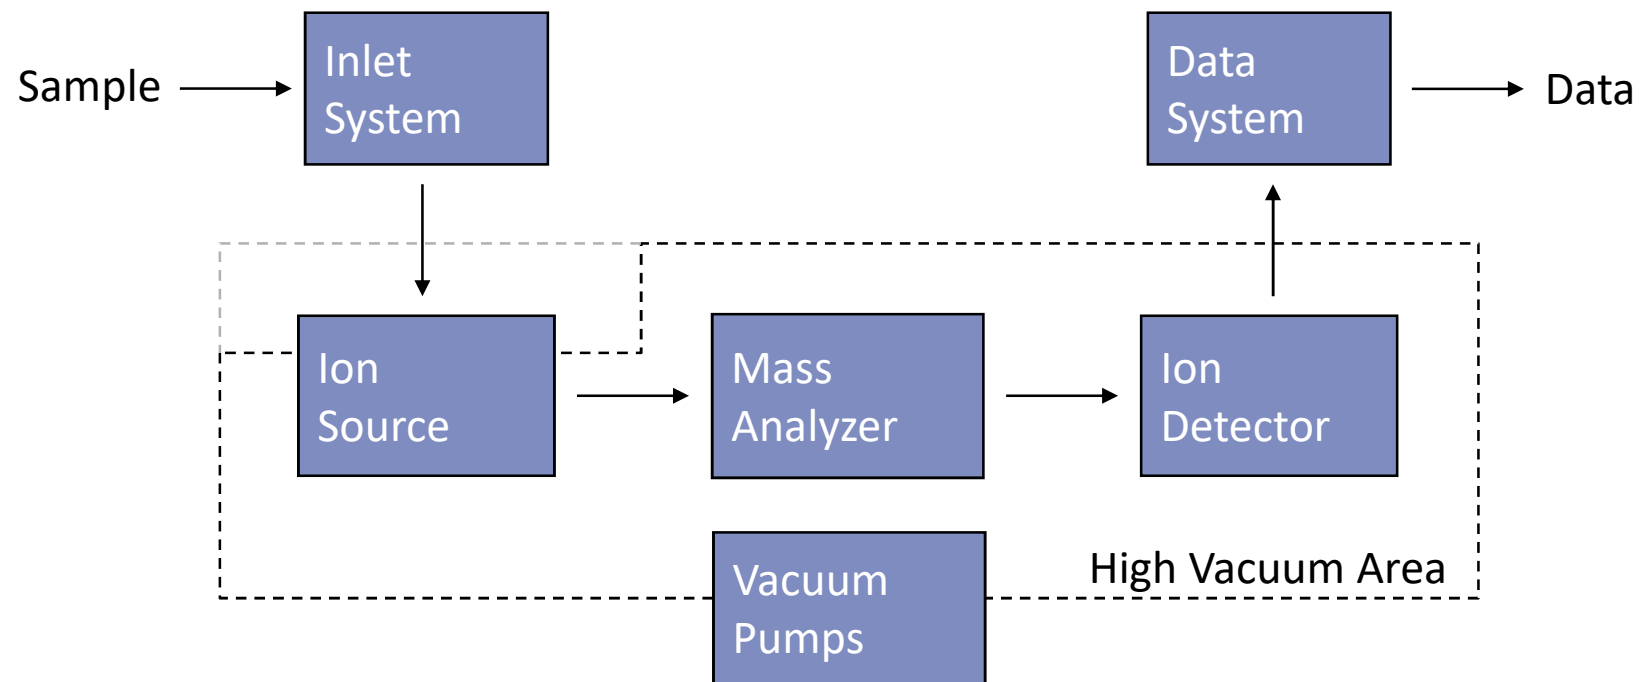 Sample
Inlet
System
Data
System
Data
Ion
Source
Mass
Analyzer
Ion
Detector
Vacuum
Pumps
High Vacuum Area